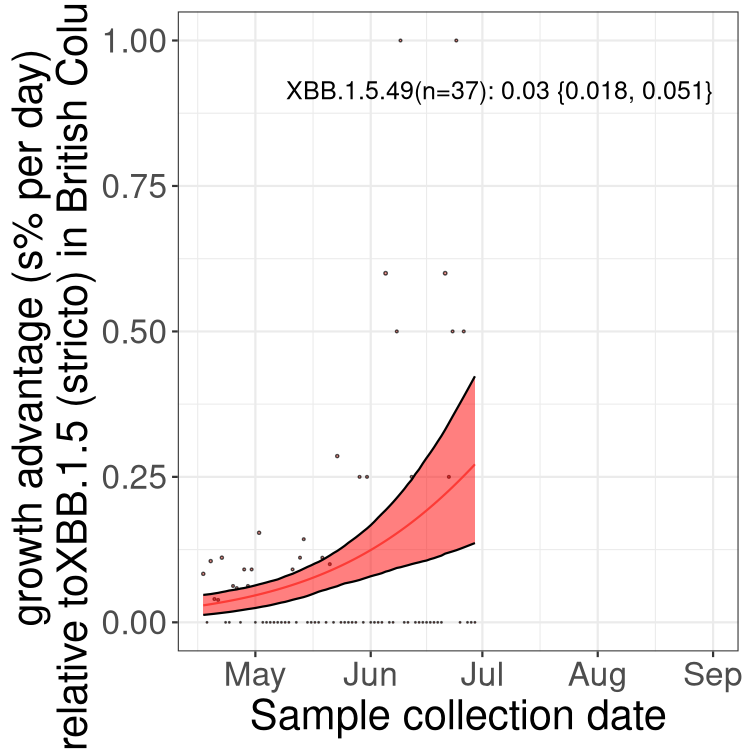 growth advantage (s% per day)
relative toXBB.1.5 (stricto) in British Colu
1.00
0.75
0.50
0.25
0.00
XBB.1.5.49(n=37): 0.03 {0.018, 0.051}
May
Jun
Jul
Aug
Sep
Sample collection date